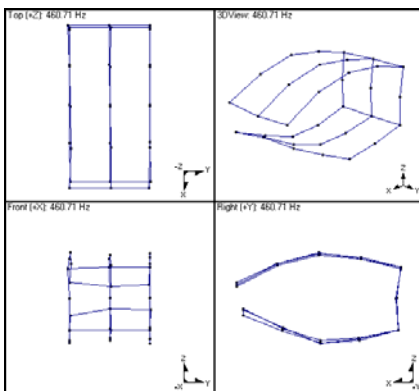 Top [+Z]: 460.71 Hz
3DView: 460.71 Hz
Y
X
Z
X
Y
Front [+X]: 460.71 Hz
Right [+Y]: 460.71 Hz
Z
Y
Z